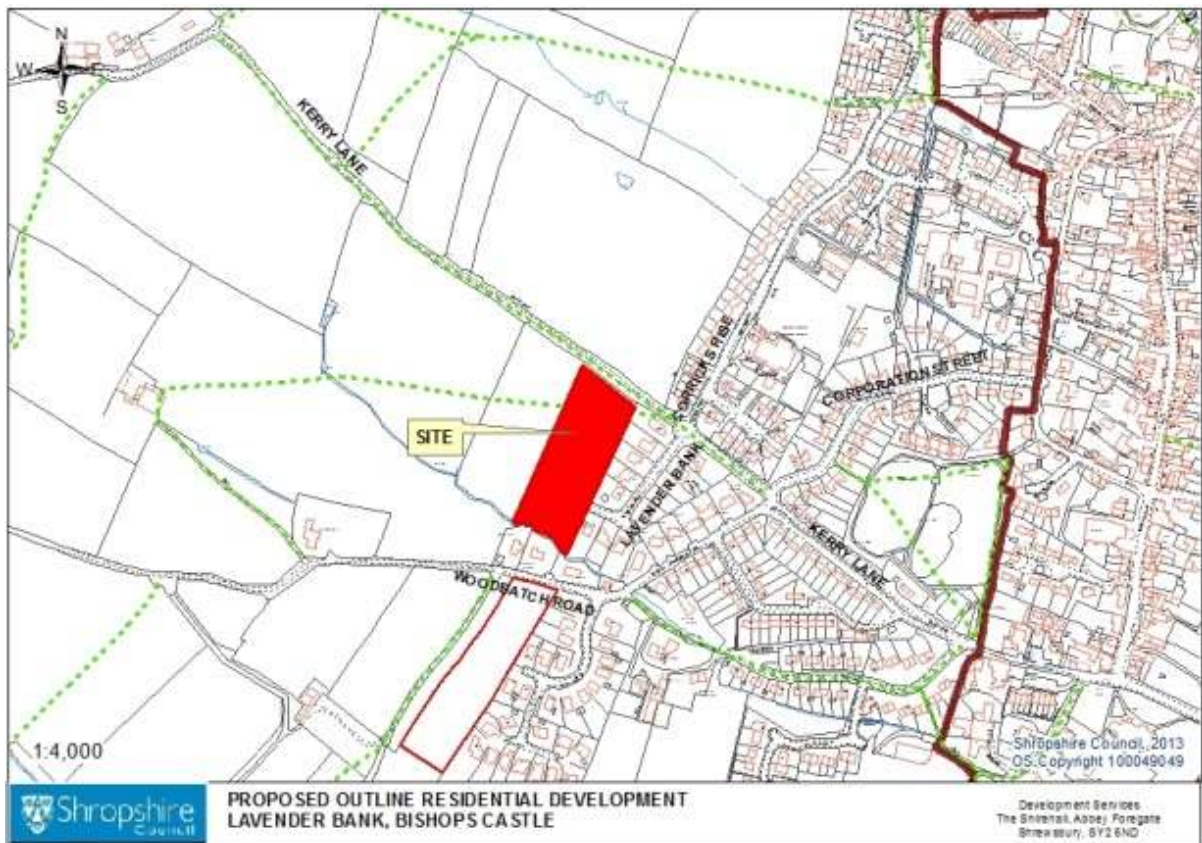 N
W
S
KERRY LANE
CORPORATION STREET
SITE
LAVENDER BANK
KERRY LANE
WOODBATCH ROAD
1:4,000
Shropshire Council, 2013
OS Copyright 100049049
Shropshire
Council
PROPOSED OUTLINE RESIDENTIAL DEVELOPMENT
LAVENDER BANK, BISHOPS CASTLE
Development Services
The Shirehall, Abbey Foregate
Shrewsbury, SY2 6ND